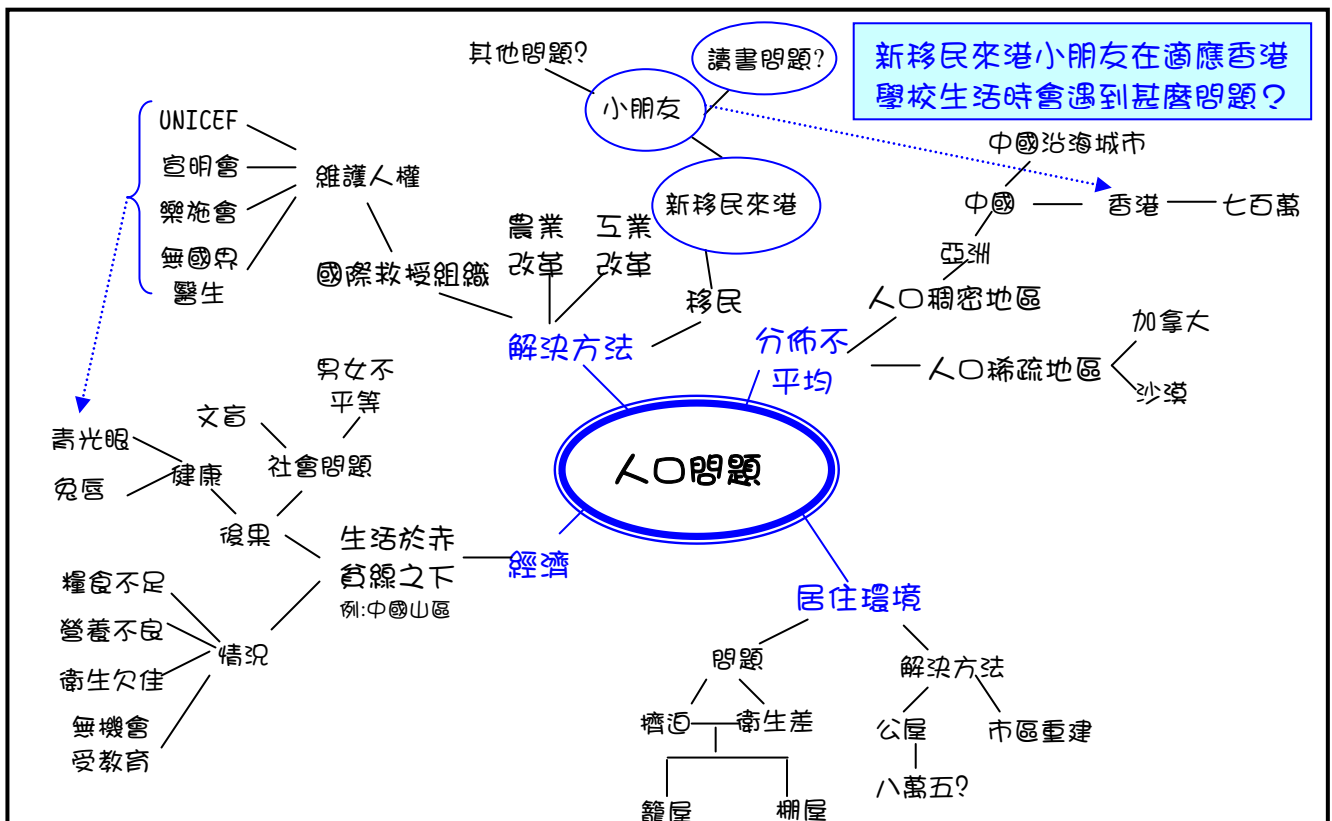 其他問題?
讀書問題?
新移民來港小朋友在適應香港
學校生活時會遇到甚麼問題？
小朋友
新移民來港
移民
UNICEF
宣明會
樂施會
無國界
醫生
維護人權
國際救授組織
農業
改革
工業
改革
解決方法
中國沿海城市
中國
香港
七百萬
亞洲
人口稠密地區
分佈不
平均
人口稀疏地區
加拿大
沙漠
人口問題
男女不
平等
文盲
社會問題
青光眼
兔唇
健康
後果
生活於赤
貧線之下
例:中國山區
經濟
糧食不足
營養不良
衛生欠佳
無機會
受教育
情況
居住環境
問題
擠迫
衛生差
籠屋
棚屋
解決方法
公屋
八萬五?
市區重建